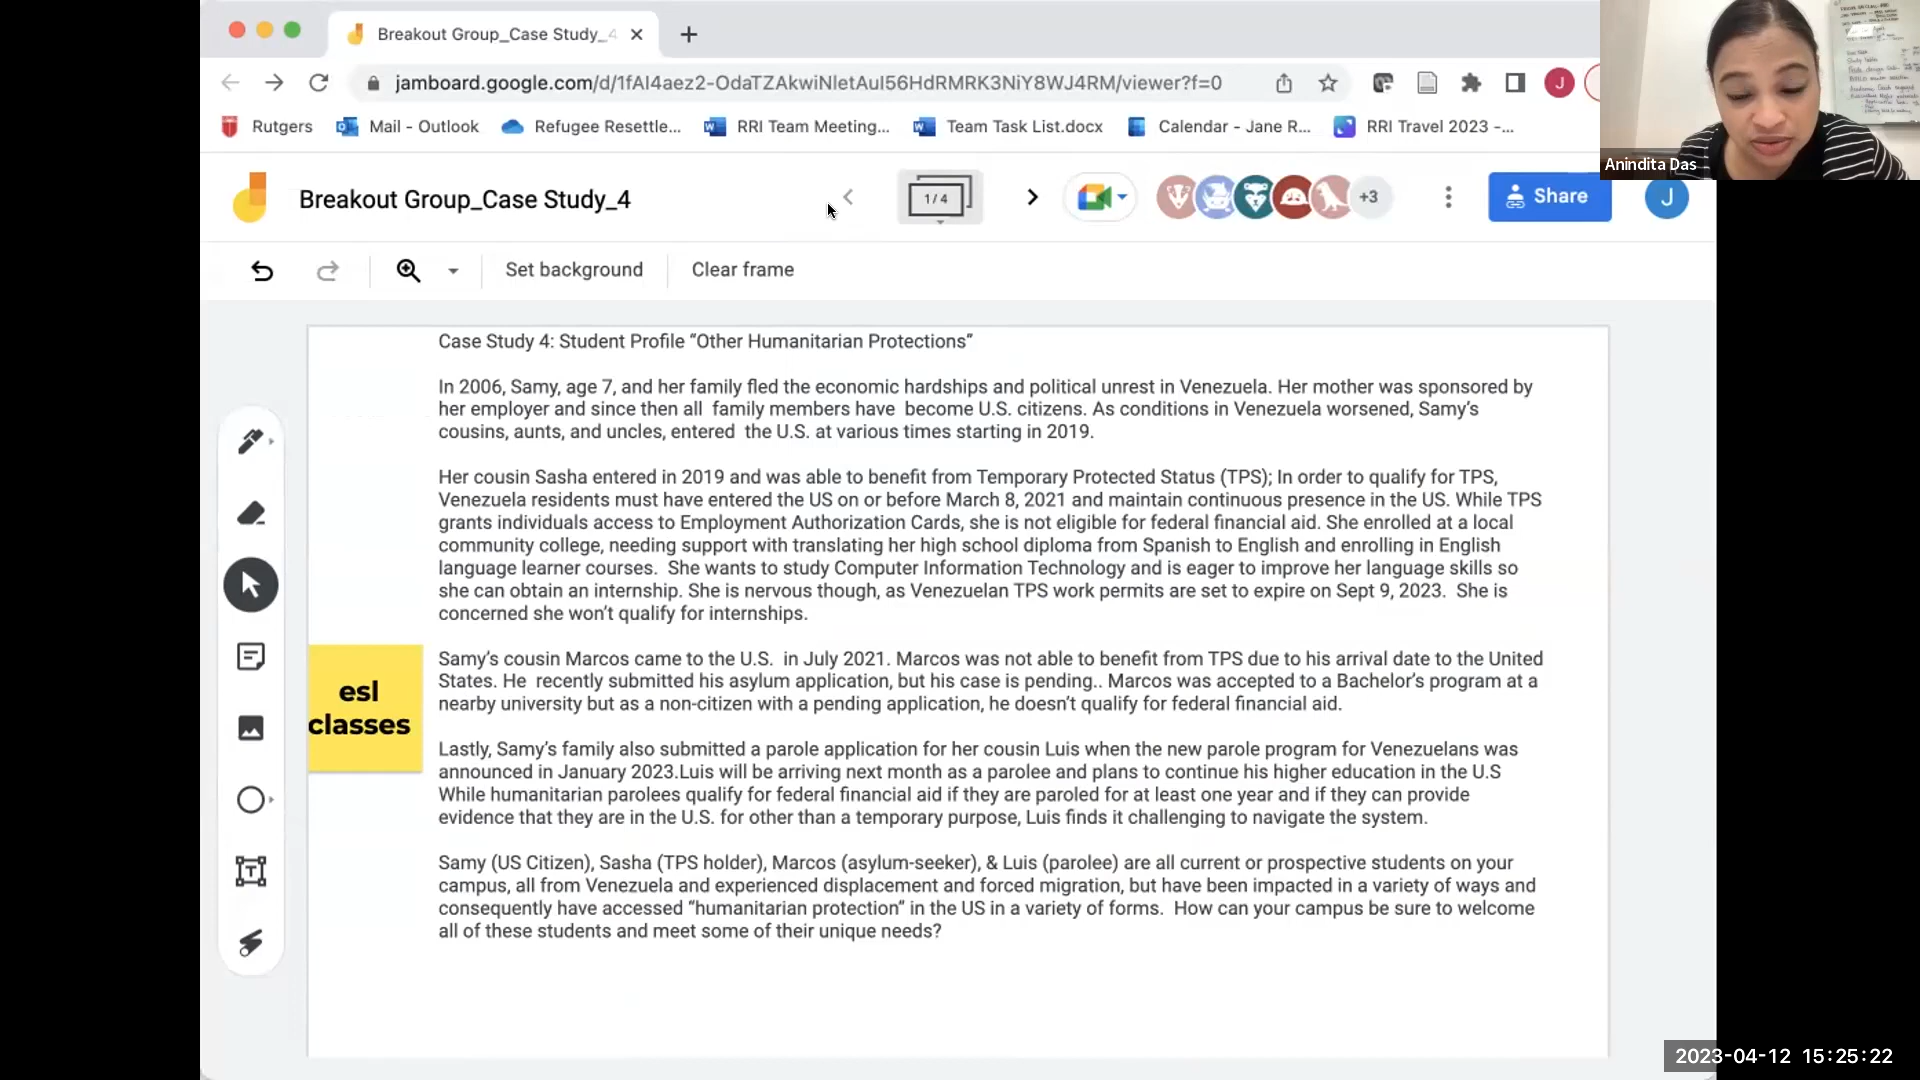 Breakout Group_Case Study_4
jamboard.google.com/d/1fAI4aez2-OdaTZAkwiNletAuI56HdRMRK3NiY8WJ4RM/viewer?f=0
J
Rutgers
Mail - Outlook
Refugee Resettle...
RRI Team Meeting...
Team Task List.docx
Calendar - Jane R...
RRI Travel 2023 -...
Anindita Das
Breakout Group_Case Study_4
1 / 4
+3
Share
J
Set background
Clear frame
Case Study 4: Student Profile “Other Humanitarian Protections”
In 2006, Samy, age 7, and her family fled the economic hardships and political unrest in Venezuela. Her mother was sponsored by
her employer and since then all family members have become U.S. citizens. As conditions in Venezuela worsened, Samy’s
cousins, aunts, and uncles, entered the U.S. at various times starting in 2019.
Her cousin Sasha entered in 2019 and was able to benefit from Temporary Protected Status (TPS); In order to qualify for TPS,
Venezuela residents must have entered the US on or before March 8, 2021 and maintain continuous presence in the US. While TPS
grants individuals access to Employment Authorization Cards, she is not eligible for federal financial aid. She enrolled at a local
community college, needing support with translating her high school diploma from Spanish to English and enrolling in English
language learner courses. She wants to study Computer Information Technology and is eager to improve her language skills so
she can obtain an internship. She is nervous though, as Venezuelan TPS work permits are set to expire on Sept 9, 2023. She is
concerned she won’t qualify for internships.
esl
classes
Samy’s cousin Marcos came to the U.S. in July 2021. Marcos was not able to benefit from TPS due to his arrival date to the United
States. He recently submitted his asylum application, but his case is pending.. Marcos was accepted to a Bachelor’s program at a
nearby university but as a non-citizen with a pending application, he doesn’t qualify for federal financial aid.
Lastly, Samy’s family also submitted a parole application for her cousin Luis when the new parole program for Venezuelans was
announced in January 2023.Luis will be arriving next month as a parolee and plans to continue his higher education in the U.S
While humanitarian parolees qualify for federal financial aid if they are paroled for at least one year and if they can provide
evidence that they are in the U.S. for other than a temporary purpose, Luis finds it challenging to navigate the system.
Samy (US Citizen), Sasha (TPS holder), Marcos (asylum-seeker), & Luis (parolee) are all current or prospective students on your
campus, all from Venezuela and experienced displacement and forced migration, but have been impacted in a variety of ways and
consequently have accessed “humanitarian protection” in the US in a variety of forms. How can your campus be sure to welcome
all of these students and meet some of their unique needs?
2023-04-12 15:25:22